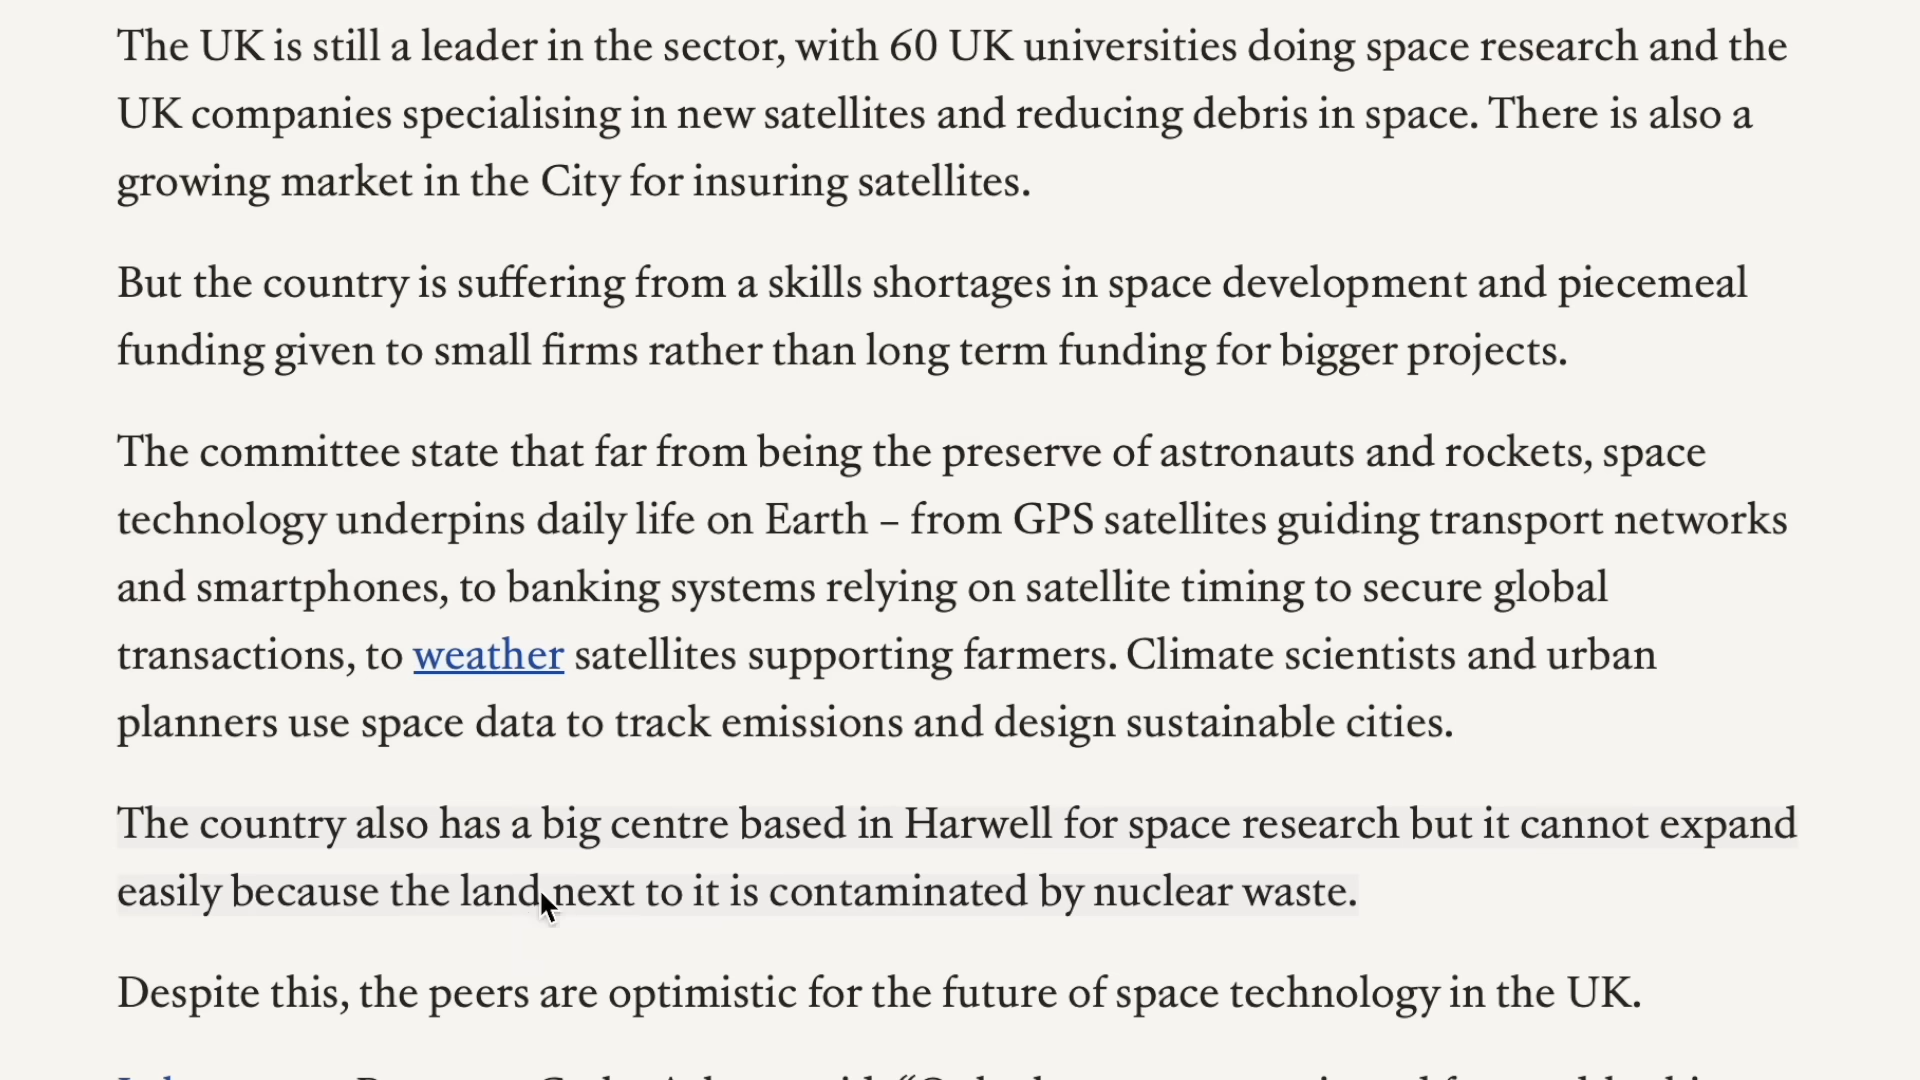 The UK is still a leader in the sector, with 60 UK universities doing space research and the
UK companies specialising in new satellites and reducing debris in space. There is also a
growing market in the City for insuring satellites.
But the country is suffering from a skills shortages in space development and piecemeal
funding given to small firms rather than long term funding for bigger projects.
The committee state that far from being the preserve of astronauts and rockets, space
technology underpins daily life on Earth – from GPS satellites guiding transport networks
and smartphones, to banking systems relying on satellite timing to secure global
transactions, to weather satellites supporting farmers. Climate scientists and urban
planners use space data to track emissions and design sustainable cities.
The country also has a big centre based in Harwell for space research but it cannot expand
easily because the land next to it is contaminated by nuclear waste.
Despite this, the peers are optimistic for the future of space technology in the UK.